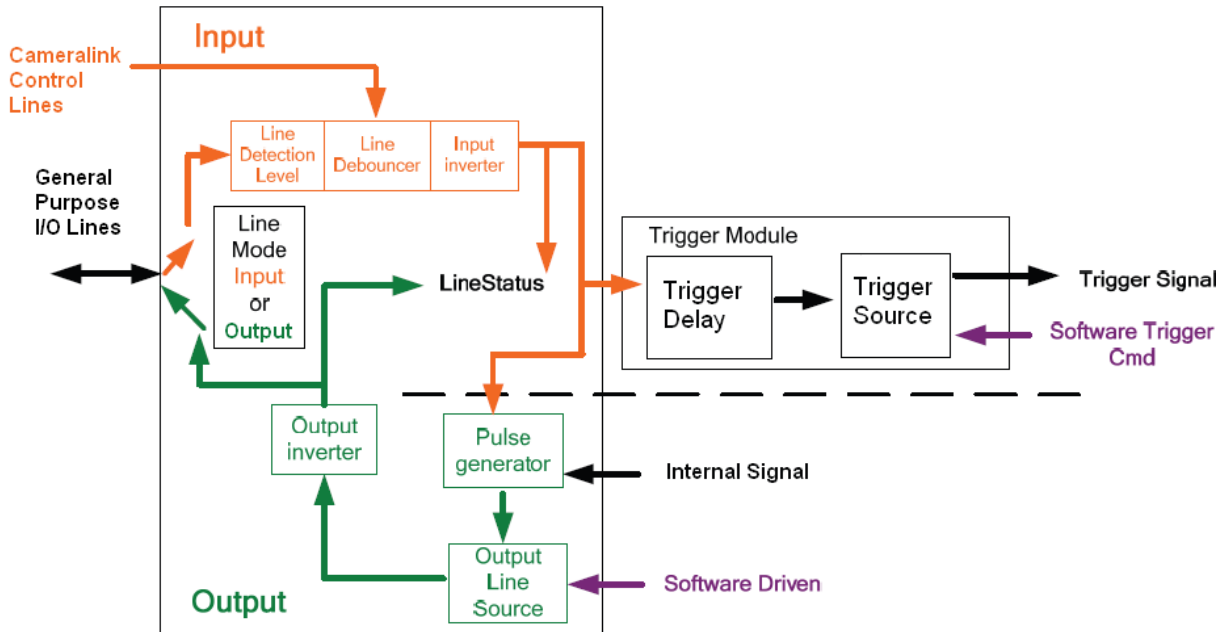 Input
Cameralink
Control
Lines
Line
Detection
Level
Line
Debouncer
Input
inverter
General
Purpose
I/O Lines
Line
Mode
Input
or
Output
LineStatus
Trigger Module
Trigger
Delay
Trigger
Source
Trigger Signal
Software Trigger
Cmd
Output
inverter
Pulse
generator
Internal Signal
Output
Line
Source
Software Driven
Output